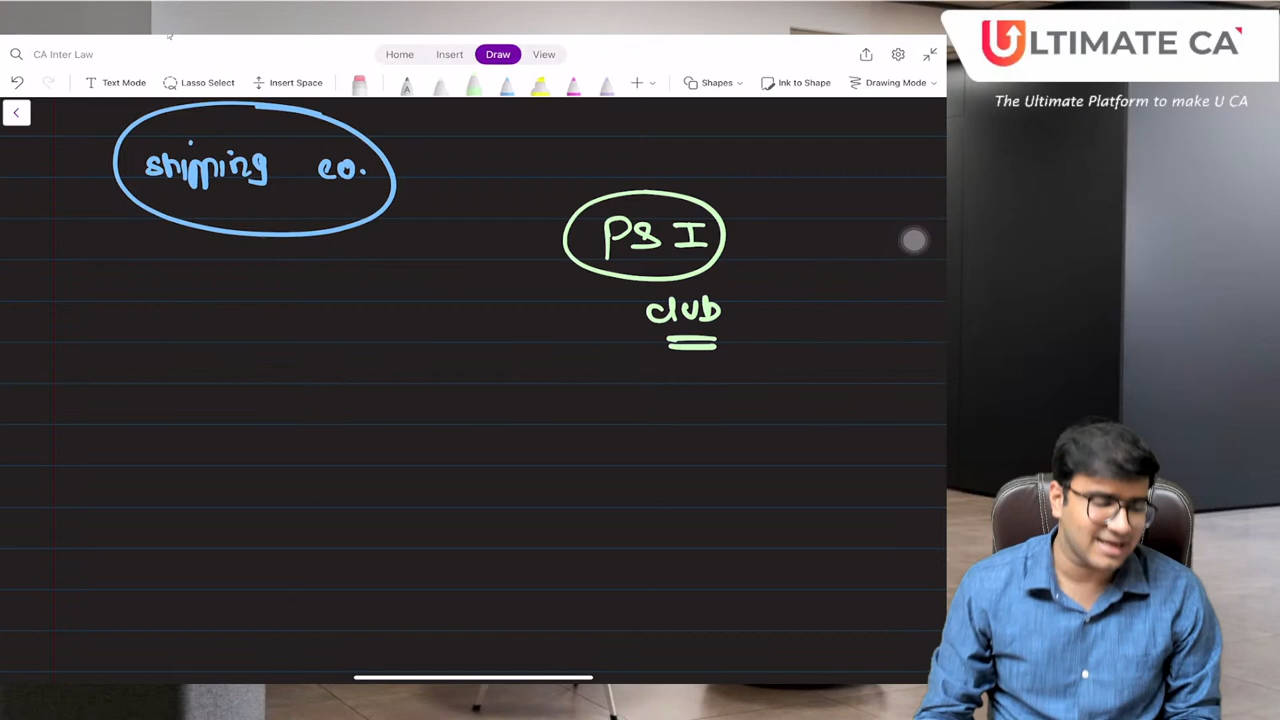 ULTIMATE CA
The Ultimate Platform to make U CA
CA Inter Law
Home Insert Draw View
Text Mode Lasso Select Insert Space Shapes Ink to Shape Drawing Mode
shipping co.
P&I
club